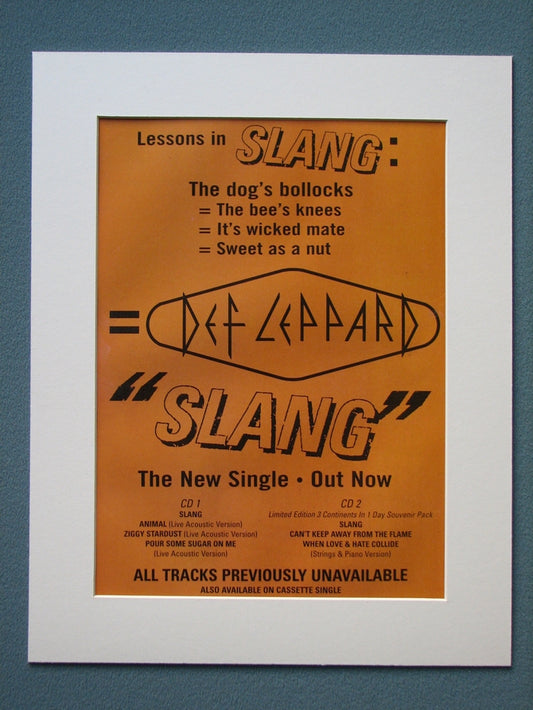 Lessons in SLANG:
The dog's bollocks
= The bee's knees
= It's wicked mate
= Sweet as a nut
= DEF LEPPARD
"SLANG"
The New Single • Out Now
CD 1
SLANG
ANIMAL (Live Acoustic Version)
ZIGGY STARDUST (Live Acoustic Version)
POUR SOME SUGAR ON ME
(Live Acoustic Version)
CD 2
Limited Edition 3 Continents In 1 Day Souvenir Pack
SLANG
CAN'T KEEP AWAY FROM THE FLAME
WHEN LOVE & HATE COLLIDE
(Strings & Piano Version)
ALL TRACKS PREVIOUSLY UNAVAILABLE
ALSO AVAILABLE ON CASSETTE SINGLE